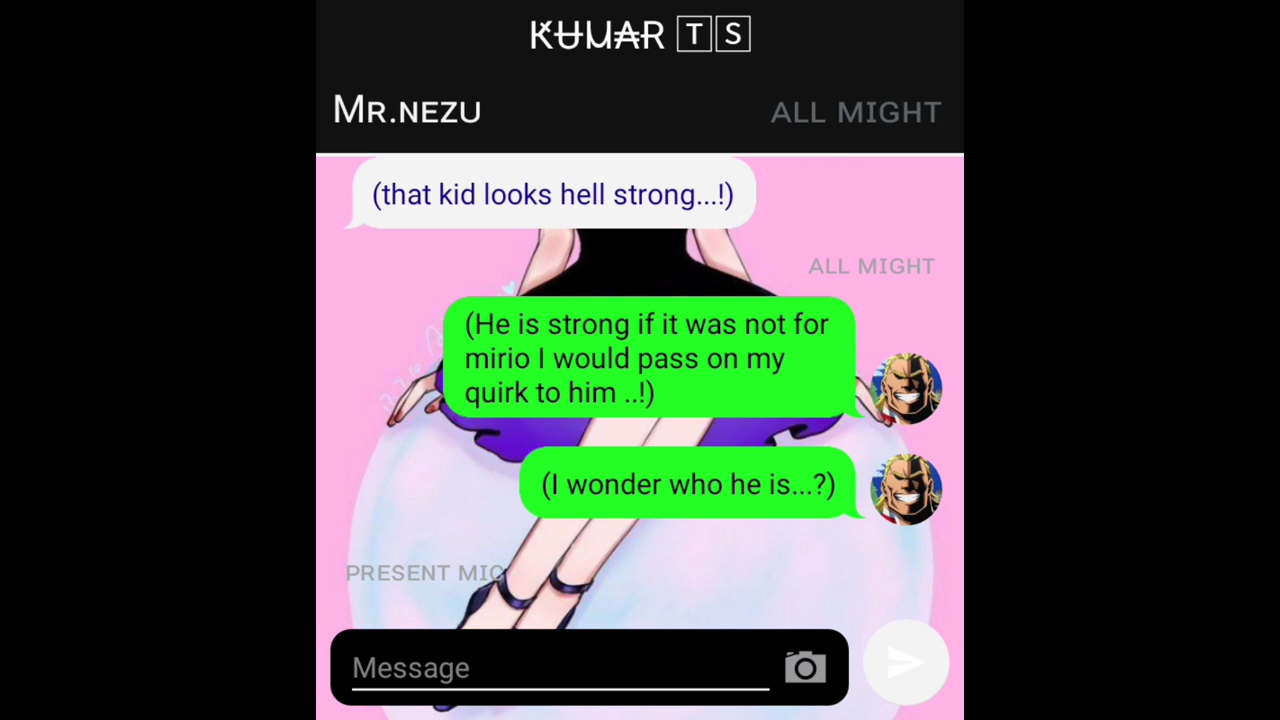 KUUAR TS
MR.NEZU
ALL MIGHT
(that kid looks hell strong...!)
ALL MIGHT
(He is strong if it was not for
mirio I would pass on my
quirk to him ..!)
(I wonder who he is...?)
PRESENT MIC
Message